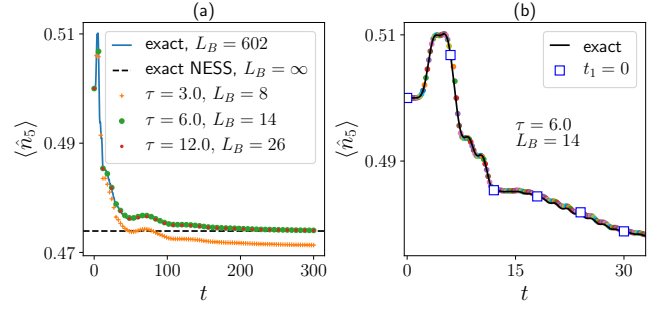 (a)
0.51
0.49
0.47
⟨n̂₅⟩
exact, L_B = 602
exact NESS, L_B = ∞
τ = 3.0, L_B = 8
τ = 6.0, L_B = 14
τ = 12.0, L_B = 26
0 100 200 300
t
(b)
0.51
0.49
⟨n̂₅⟩
exact
t₁ = 0
τ = 6.0
L_B = 14
0 15 30
t